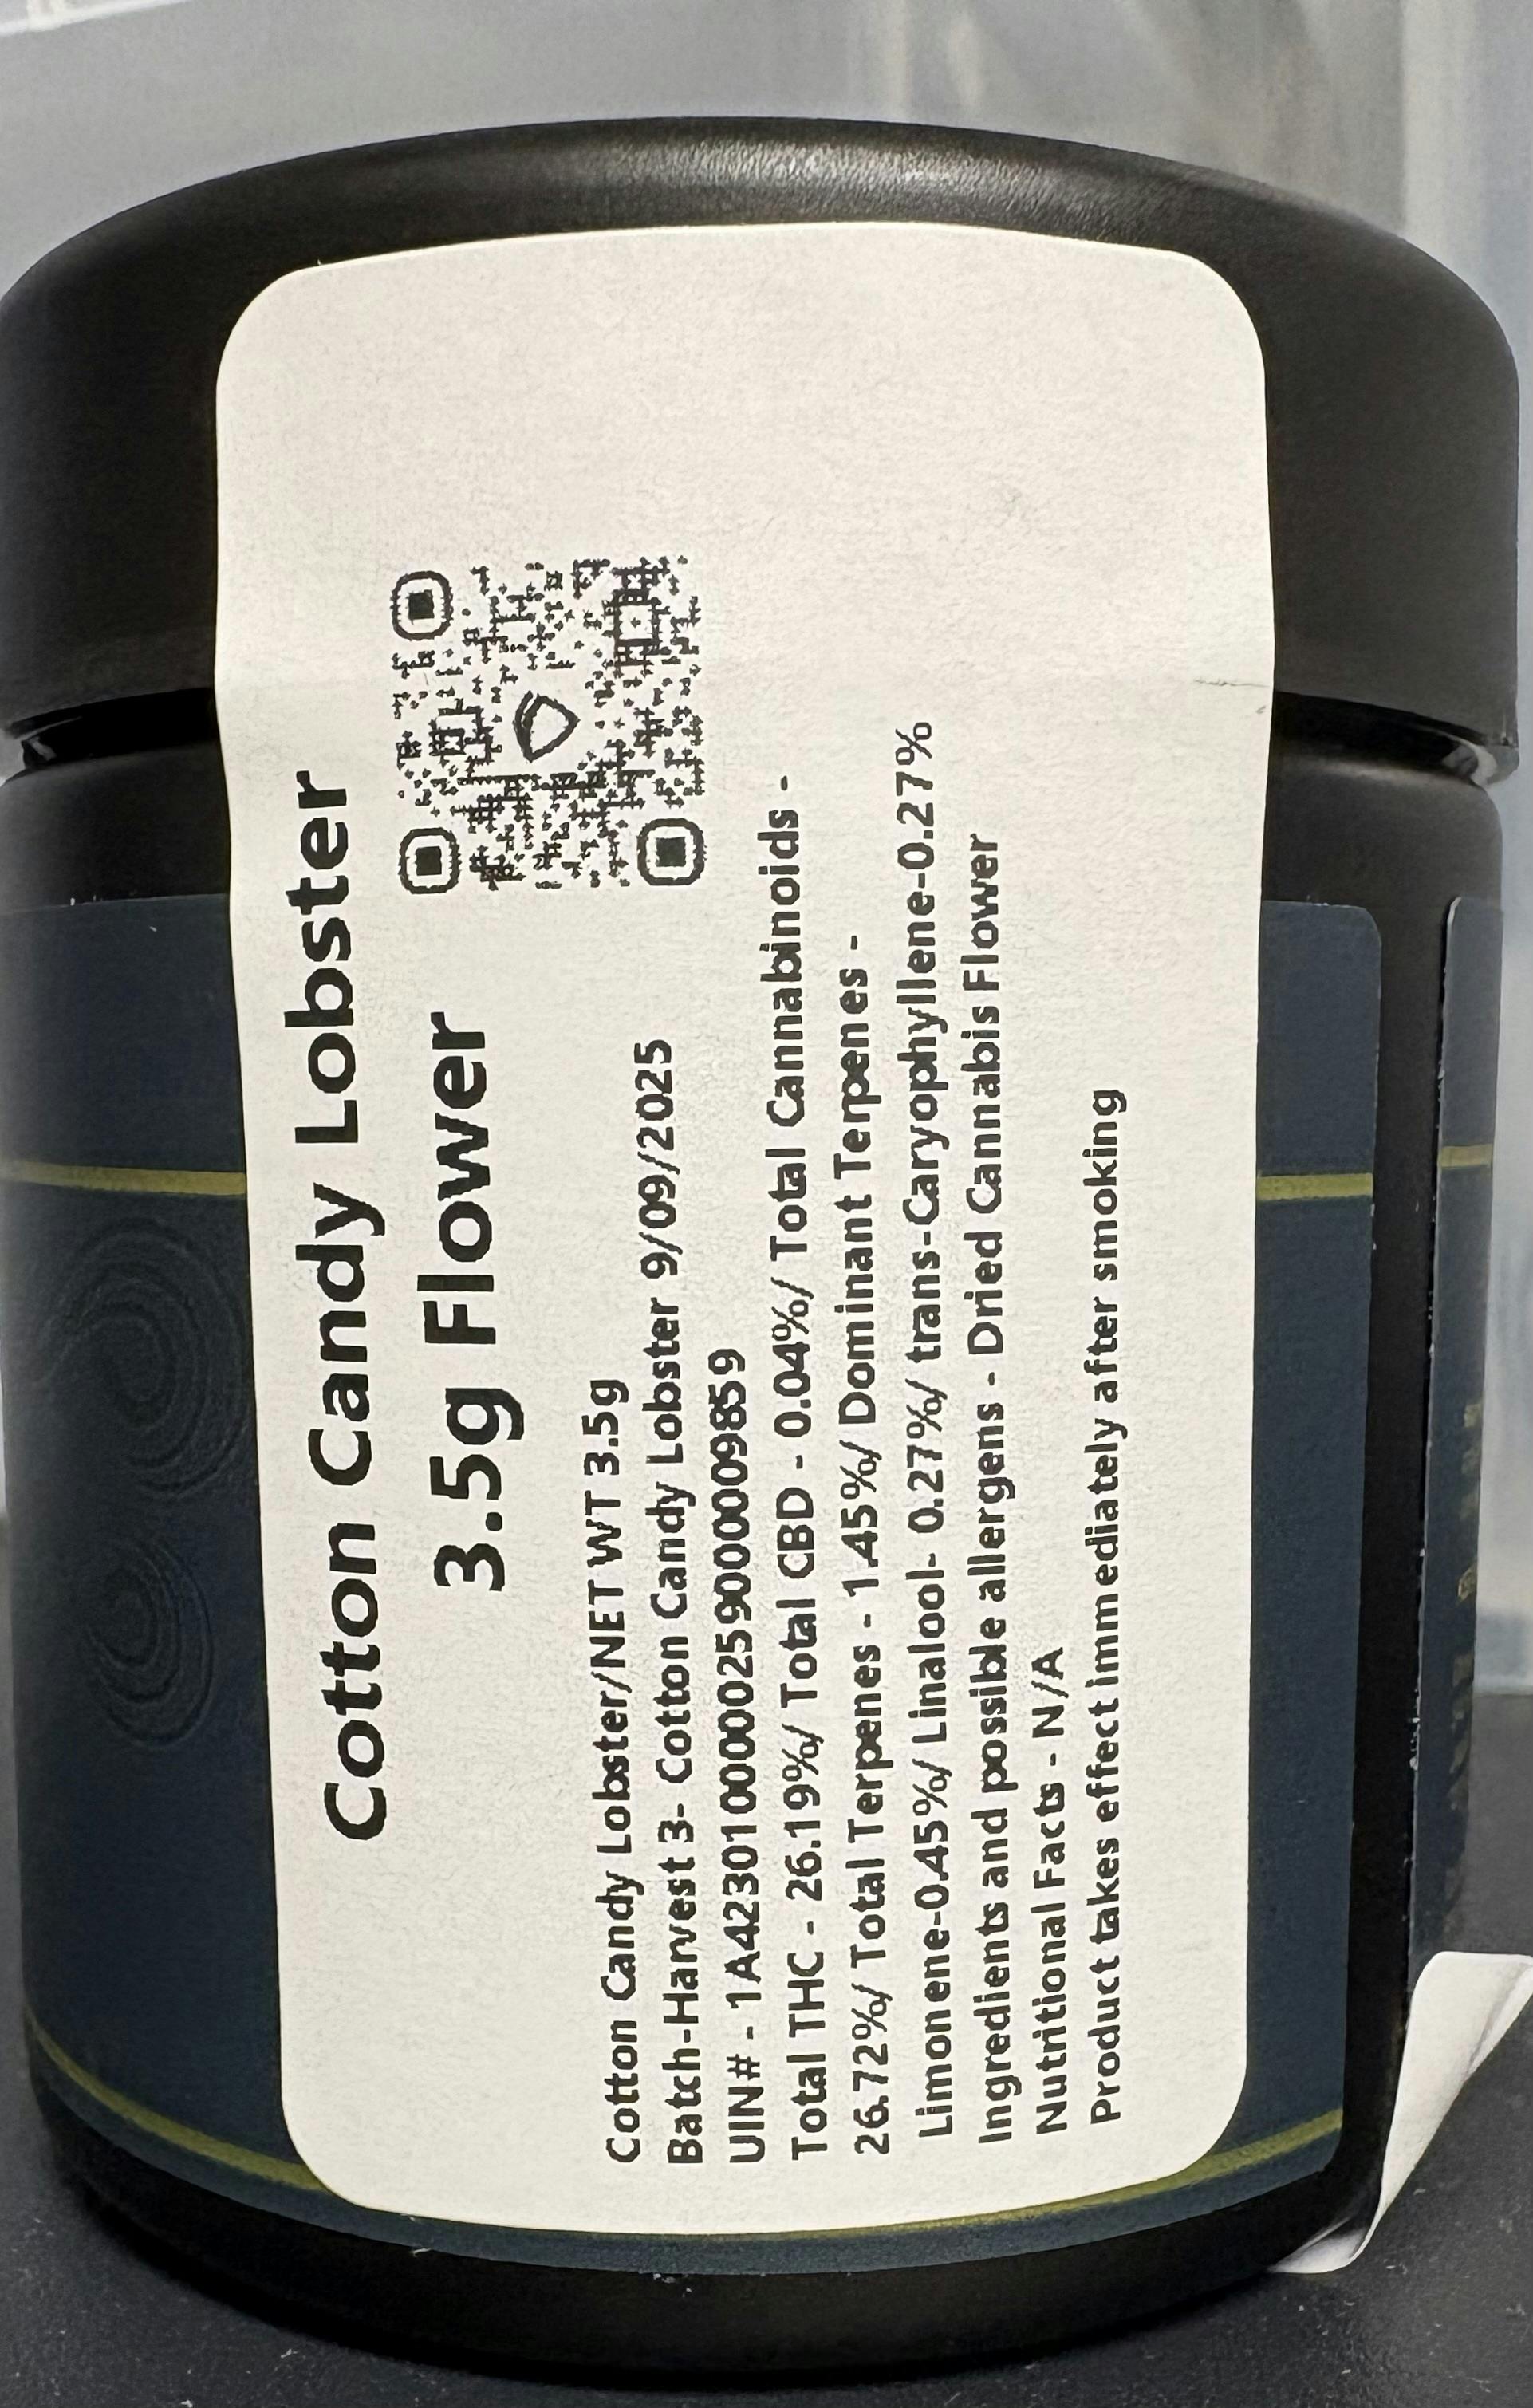 Cotton Candy Lobster
3.5g Flower
Cotton Candy Lobster/NET WT 3.5g
Batch-Harvest 3- Cotton Candy Lobster 9/09/2025
UIN# - 1A4230100000259000009859
Total THC - 26.19%/ Total CBD - 0.04%/ Total Cannabinoids -
26.72%/ Total Terpenes - 1.45%/ Dominant Terpenes -
Limonene-0.45%/ Linalool- 0.27%/ trans-Caryophyllene-0.27%
Ingredients and possible allergens - Dried Cannabis Flower
Nutritional Facts - N/A
Product takes effect immediately after smoking